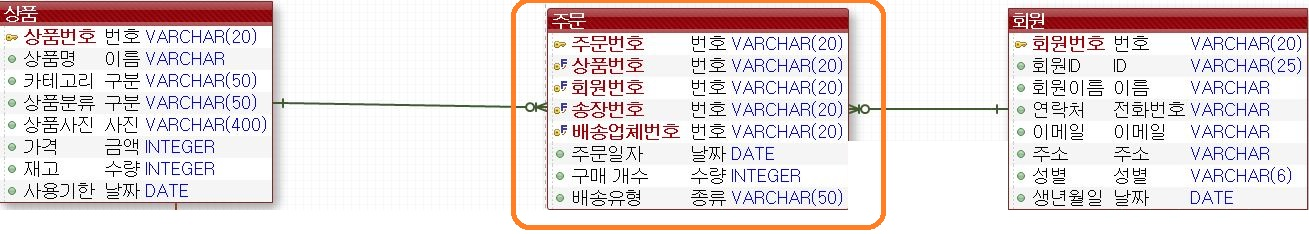 상품
상품번호 번호 VARCHAR(20)
상품명 이름 VARCHAR
카테고리 구분 VARCHAR(50)
상품분류 구분 VARCHAR(50)
상품사진 사진 VARCHAR(400)
가격 금액 INTEGER
재고 수량 INTEGER
사용기한 날짜 DATE
주문
주문번호 번호 VARCHAR(20)
상품번호 번호 VARCHAR(20)
회원번호 번호 VARCHAR(20)
송장번호 번호 VARCHAR(20)
배송업체번호 번호 VARCHAR(20)
주문일자 날짜 DATE
구매 개수 수량 INTEGER
배송유형 종류 VARCHAR(50)
회원
회원번호 번호 VARCHAR(20)
회원ID ID VARCHAR(25)
회원이름 이름 VARCHAR
연락처 전화번호 VARCHAR
이메일 이메일 VARCHAR
주소 주소 VARCHAR
성별 성별 VARCHAR(6)
생년월일 날짜 DATE